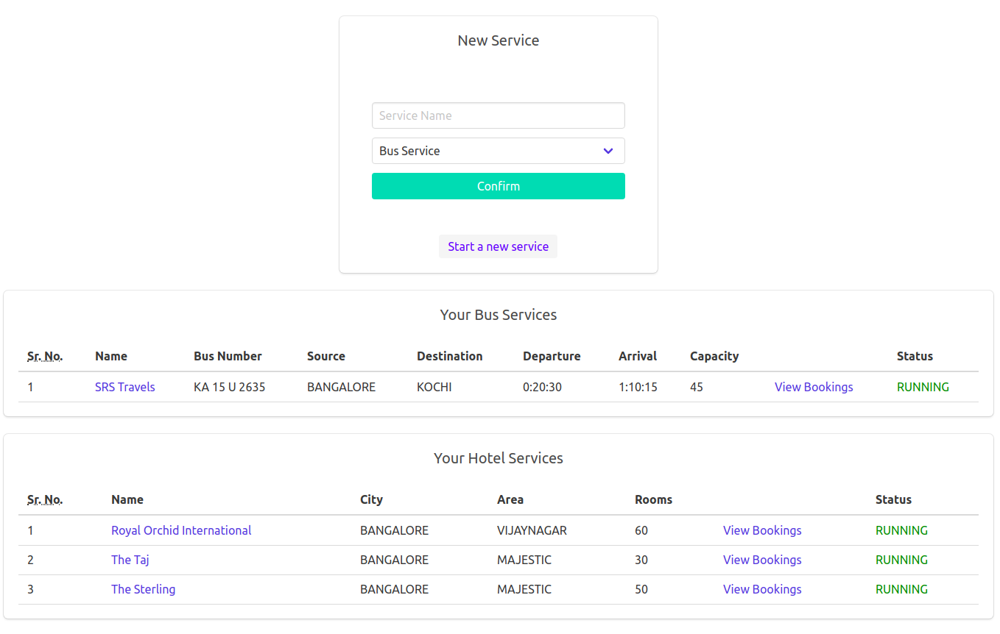 New Service
Service Name
Bus Service
Confirm
Start a new service
Your Bus Services
Sr. No. Name Bus Number Source Destination Departure Arrival Capacity Status
1 SRS Travels KA 15 U 2635 BANGALORE KOCHI 0:20:30 1:10:15 45 View Bookings RUNNING
Your Hotel Services
Sr. No. Name City Area Rooms Status
1 Royal Orchid International BANGALORE VIJAYNAGAR 60 View Bookings RUNNING
2 The Taj BANGALORE MAJESTIC 30 View Bookings RUNNING
3 The Sterling BANGALORE MAJESTIC 50 View Bookings RUNNING